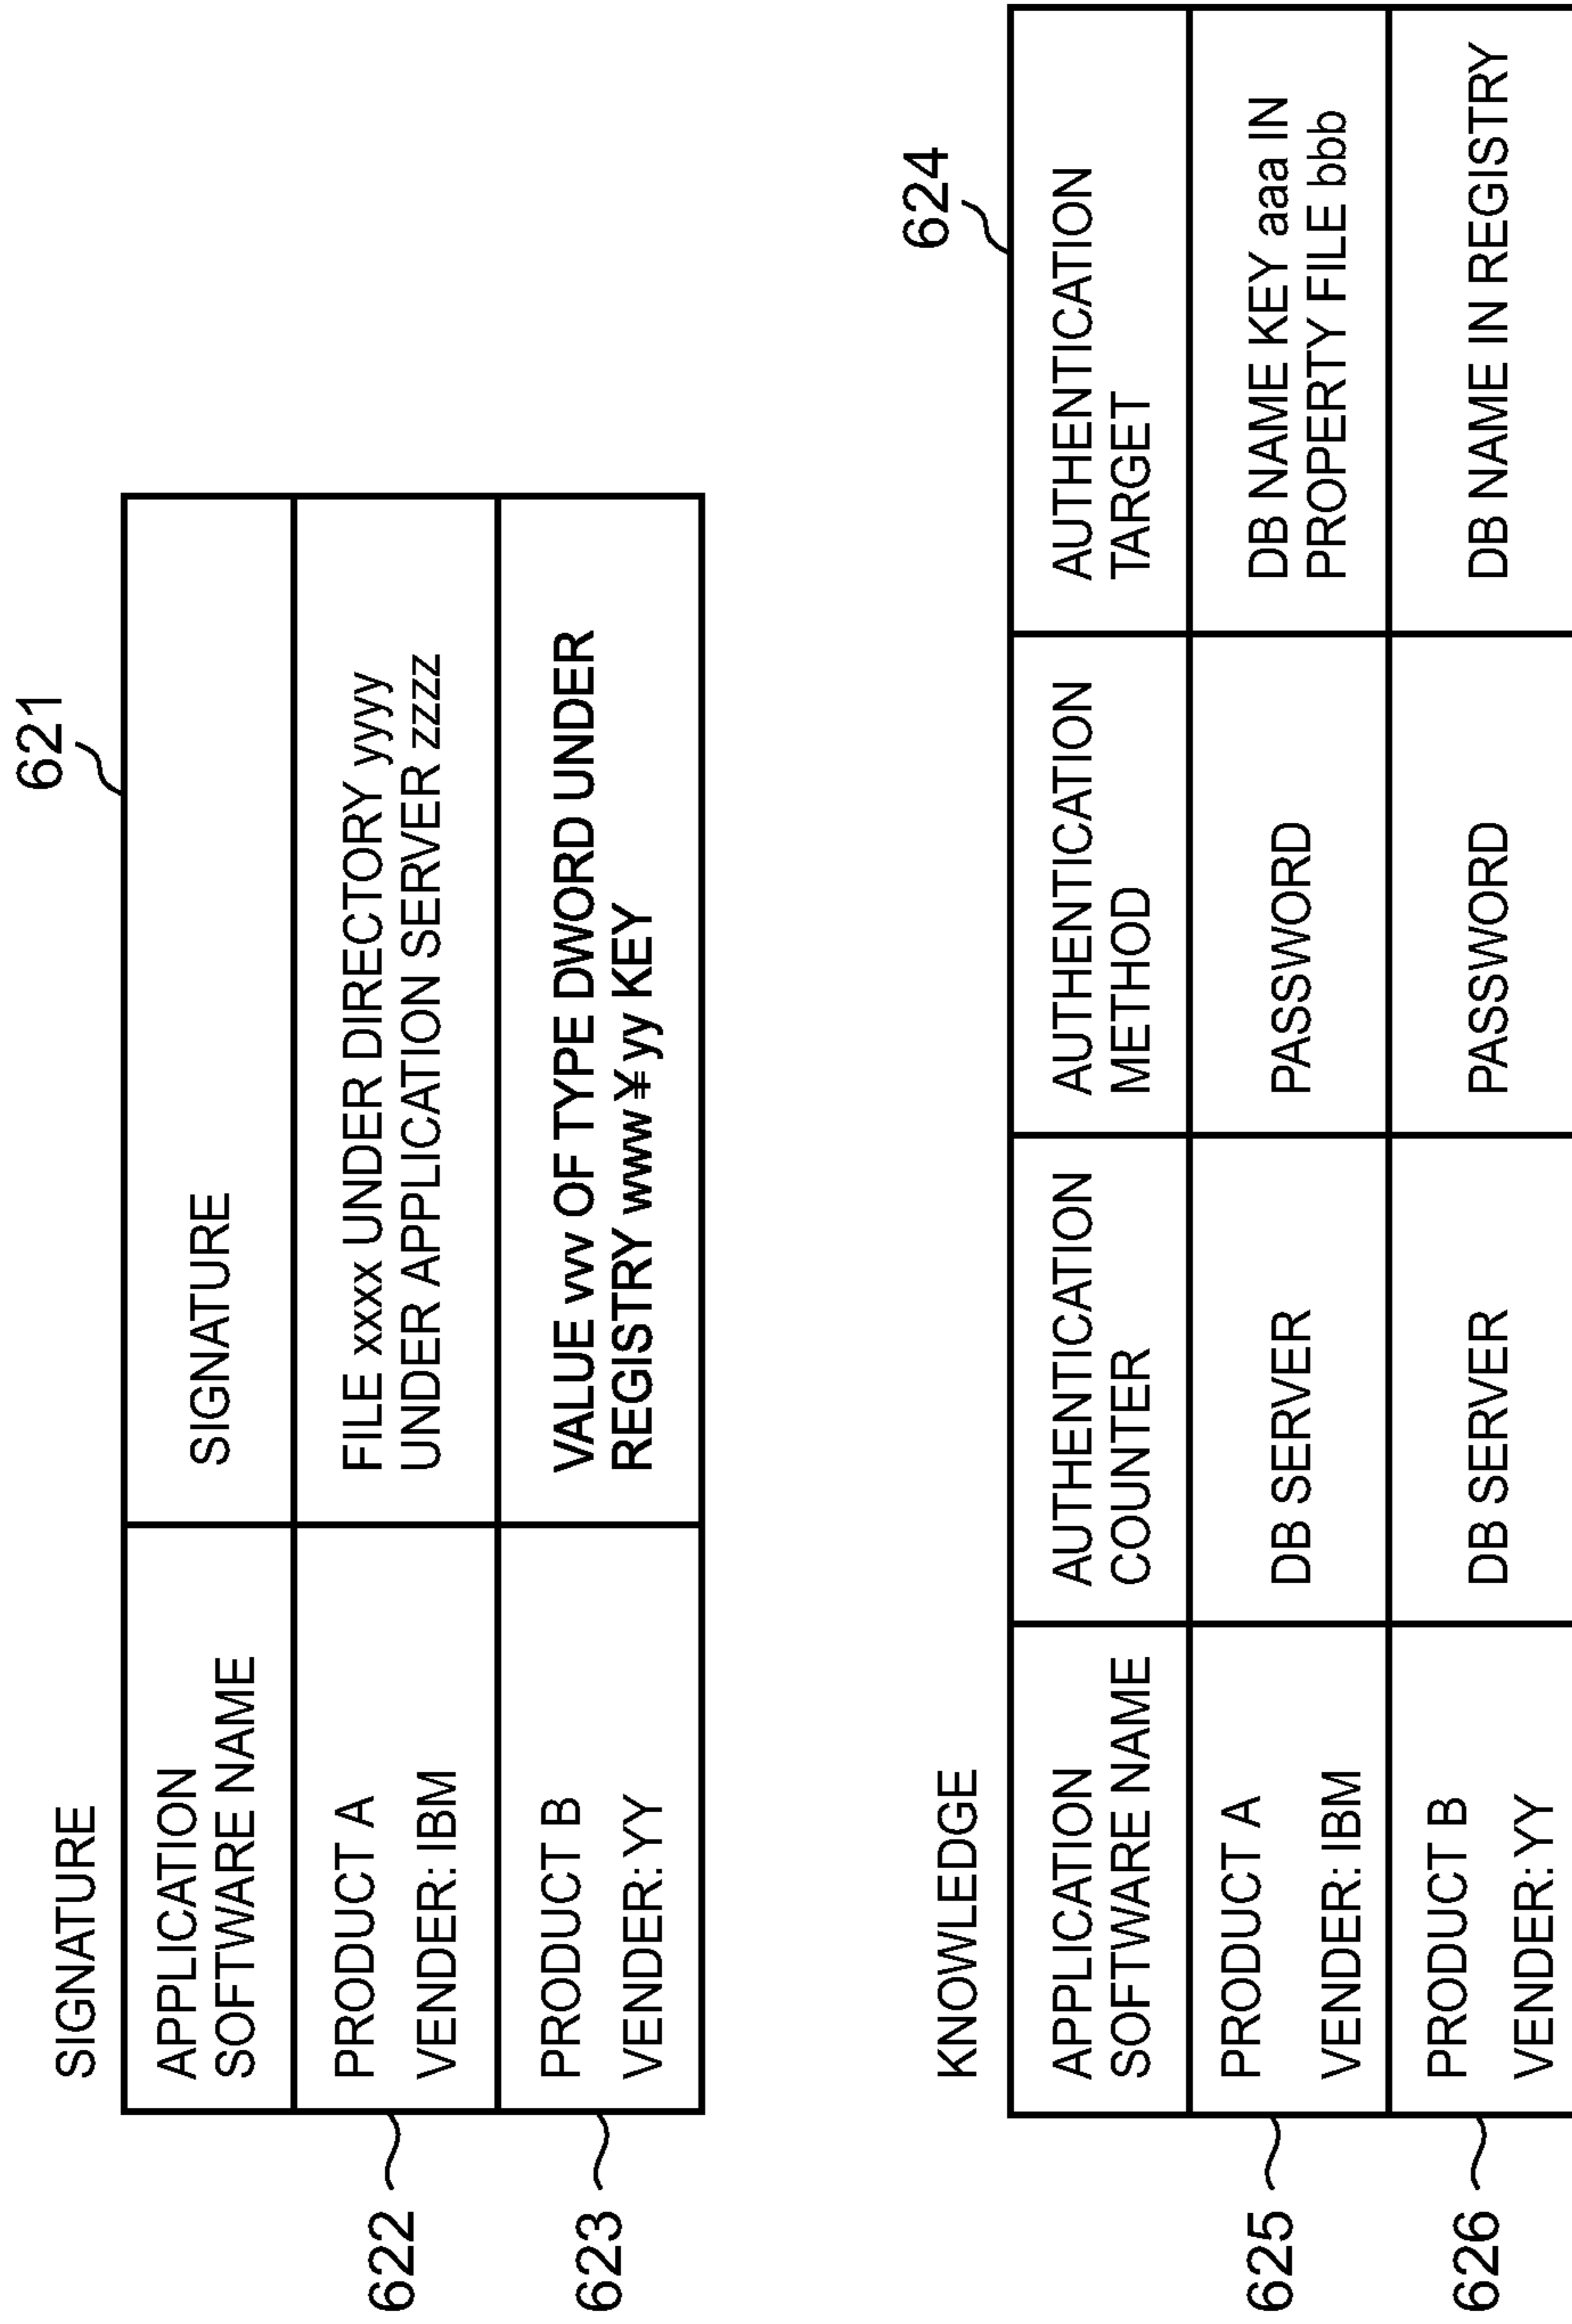 SIGNATURE
621
APPLICATION
SOFTWARE NAME
SIGNATURE
622
PRODUCT A
VENDER: IBM
FILE xxxx UNDER DIRECTORY yyyy
UNDER APPLICATION SERVER zzzz
623
PRODUCT B
VENDER: YY
VALUE vvv OF TYPE DWORD UNDER
REGISTRY www¥yy KEY
KNOWLEDGE
624
APPLICATION
SOFTWARE NAME
AUTHENTICATION
COUNTER
AUTHENTICATION
METHOD
AUTHENTICATION
TARGET
625
PRODUCT A
VENDER: IBM
DB SERVER
PASSWORD
DB NAME KEY aaa IN
PROPERTY FILE bbb
626
PRODUCT B
VENDER: YY
DB SERVER
PASSWORD
DB NAME IN REGISTRY